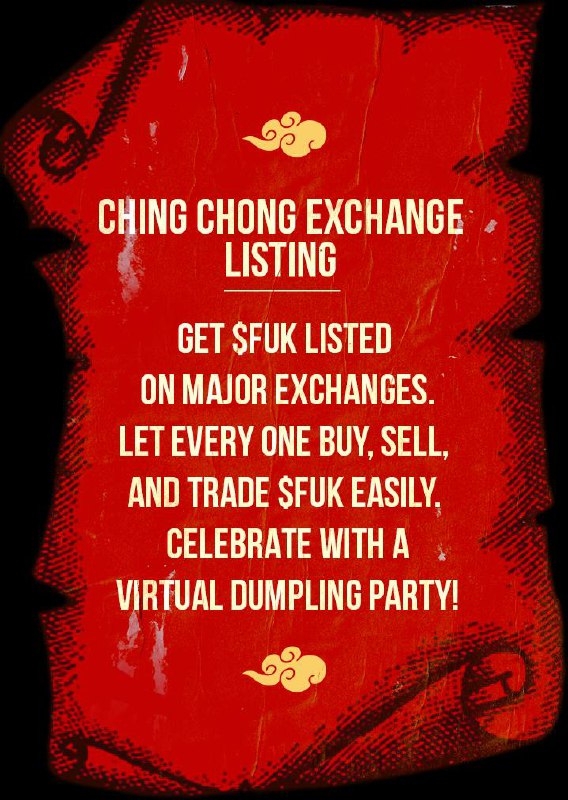 CHING CHONG EXCHANGE
LISTING
GET $FUK LISTED
ON MAJOR EXCHANGES.
LET EVERY ONE BUY, SELL,
AND TRADE $FUK EASILY.
CELEBRATE WITH A
VIRTUAL DUMPLING PARTY!